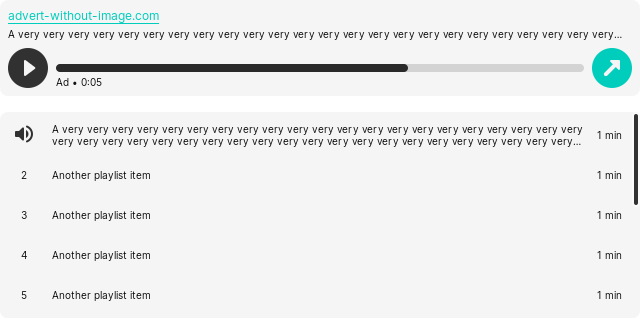 advert-without-image.com
A very very very very very very very very very very very very very very very very very very very very very very very very...
Ad • 0:05
A very very very very very very very very very very very very very very very very very very very very very
very very very very very very very very very very very very very very very very very very very very very...
1 min
2 Another playlist item 1 min
3 Another playlist item 1 min
4 Another playlist item 1 min
5 Another playlist item 1 min